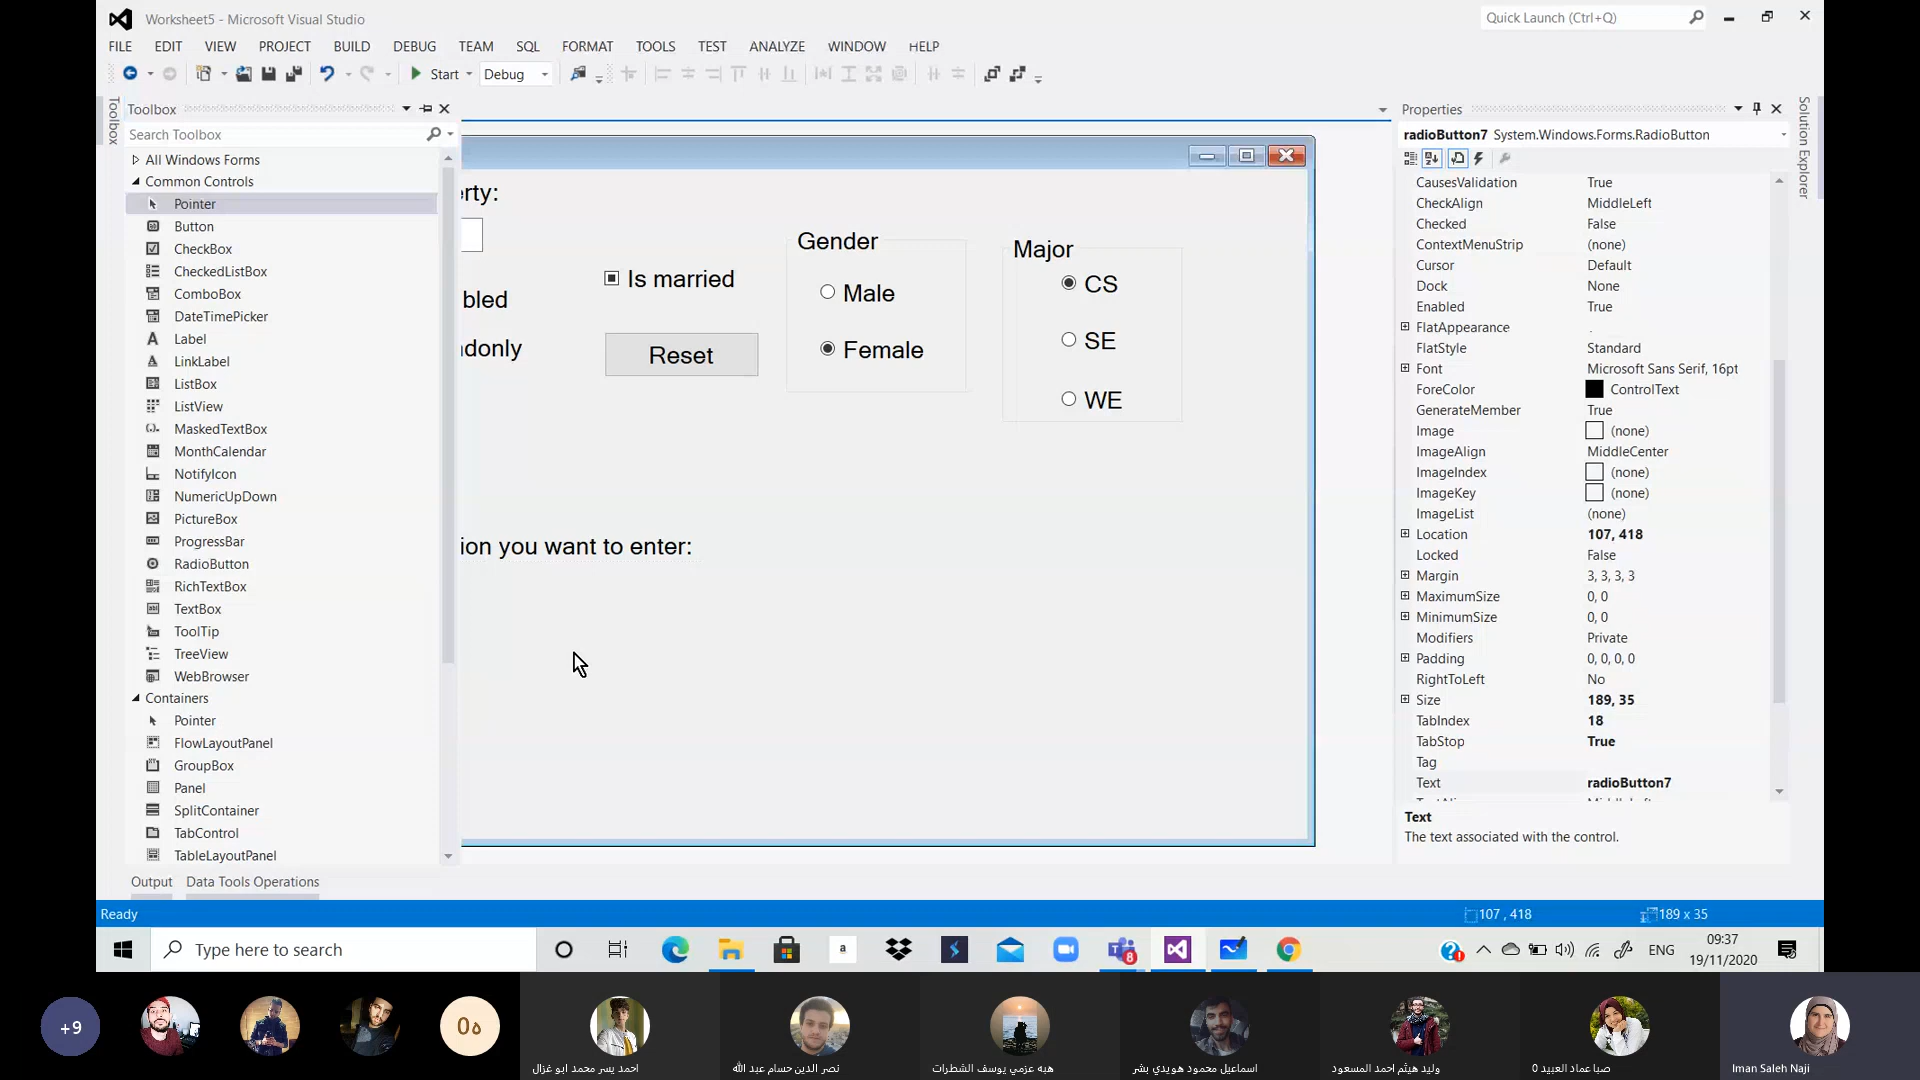 Worksheet5 - Microsoft Visual Studio
Quick Launch (Ctrl+Q)
FILE EDIT VIEW PROJECT BUILD DEBUG TEAM SQL FORMAT TOOLS TEST ANALYZE WINDOW HELP
Start Debug
Toolbox
Toolbox
Search Toolbox
All Windows Forms
Common Controls
Pointer
Button
CheckBox
CheckedListBox
ComboBox
DateTimePicker
Label
LinkLabel
ListBox
ListView
MaskedTextBox
MonthCalendar
NotifyIcon
NumericUpDown
PictureBox
ProgressBar
RadioButton
RichTextBox
TextBox
ToolTip
TreeView
WebBrowser
Containers
Pointer
FlowLayoutPanel
GroupBox
Panel
SplitContainer
TabControl
TableLayoutPanel
Output Data Tools Operations
rty:
bled
Is married
Reset
Gender
Male
Female
Major
CS
SE
WE
ion you want to enter:
Properties
radioButton7 System.Windows.Forms.RadioButton
CausesValidation True
CheckAlign MiddleLeft
Checked False
ContextMenuStrip (none)
Cursor Default
Dock None
Enabled True
FlatAppearance
FlatStyle Standard
Font Microsoft Sans Serif, 16pt
ForeColor ControlText
GenerateMember True
Image (none)
ImageAlign MiddleCenter
ImageIndex (none)
ImageKey (none)
ImageList (none)
Location 107, 418
Locked False
Margin 3, 3, 3, 3
MaximumSize 0, 0
MinimumSize 0, 0
Modifiers Private
Padding 0, 0, 0, 0
RightToLeft No
Size 189, 35
TabIndex 18
TabStop True
Tag
Text radioButton7
Text
The text associated with the control.
Solution Explorer
Ready
107 , 418
189 x 35
Type here to search
a
8
ENG
09:37
19/11/2020
+9
0ه
احمد يسر محمد ابو غزال
نصر الدين حسام عبد الله
هبه عزمي يوسف الشطرات
اسماعيل محمود هويدي بشر
وليد هيثم احمد المسعود
صبا عماد العبيد 0
Iman Saleh Naji